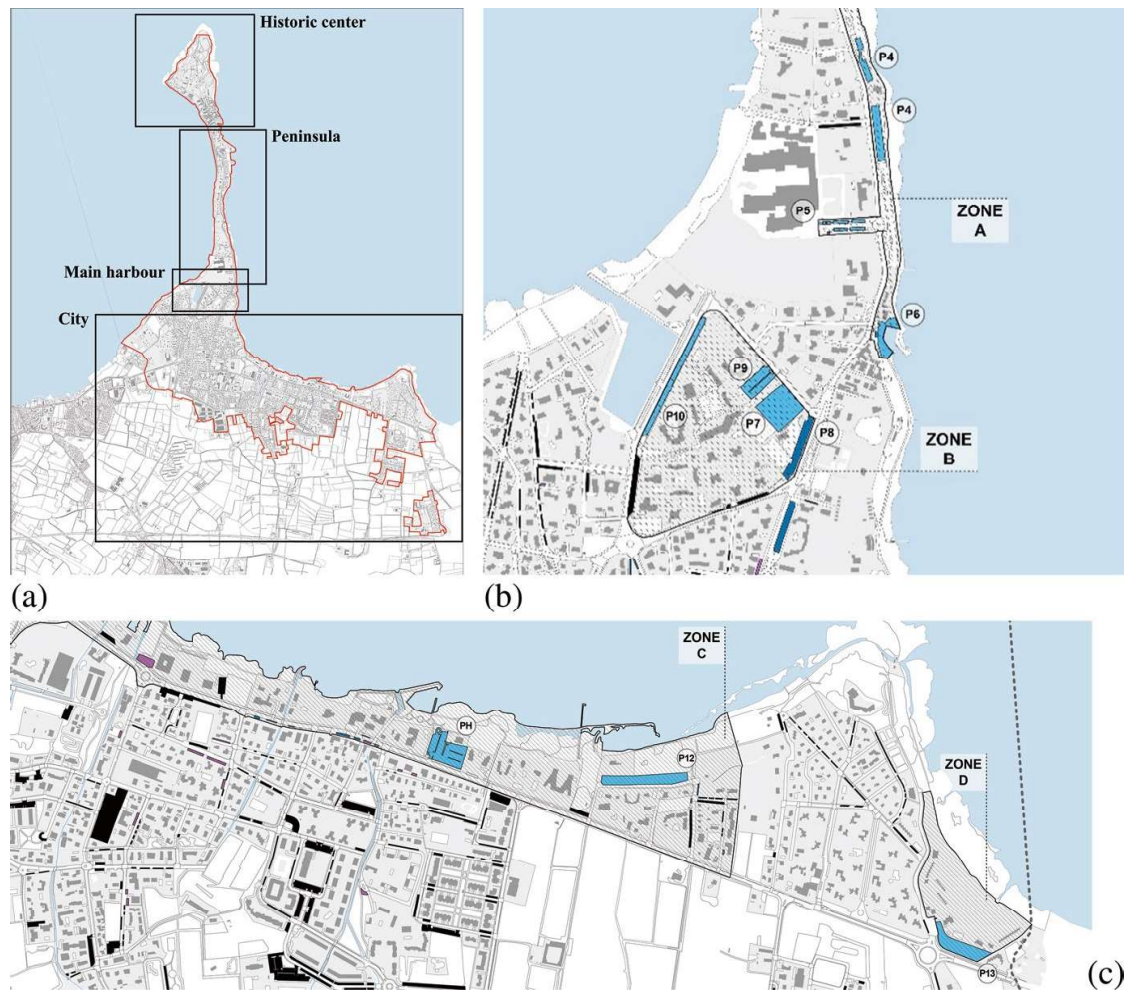 Historic center
Peninsula
Main harbour
City
(a)
P4
P4
P5
ZONE
A
P6
P9
P10
P7
P8
ZONE
B
(b)
ZONE
C
PH
P12
ZONE
D
P13
(c)